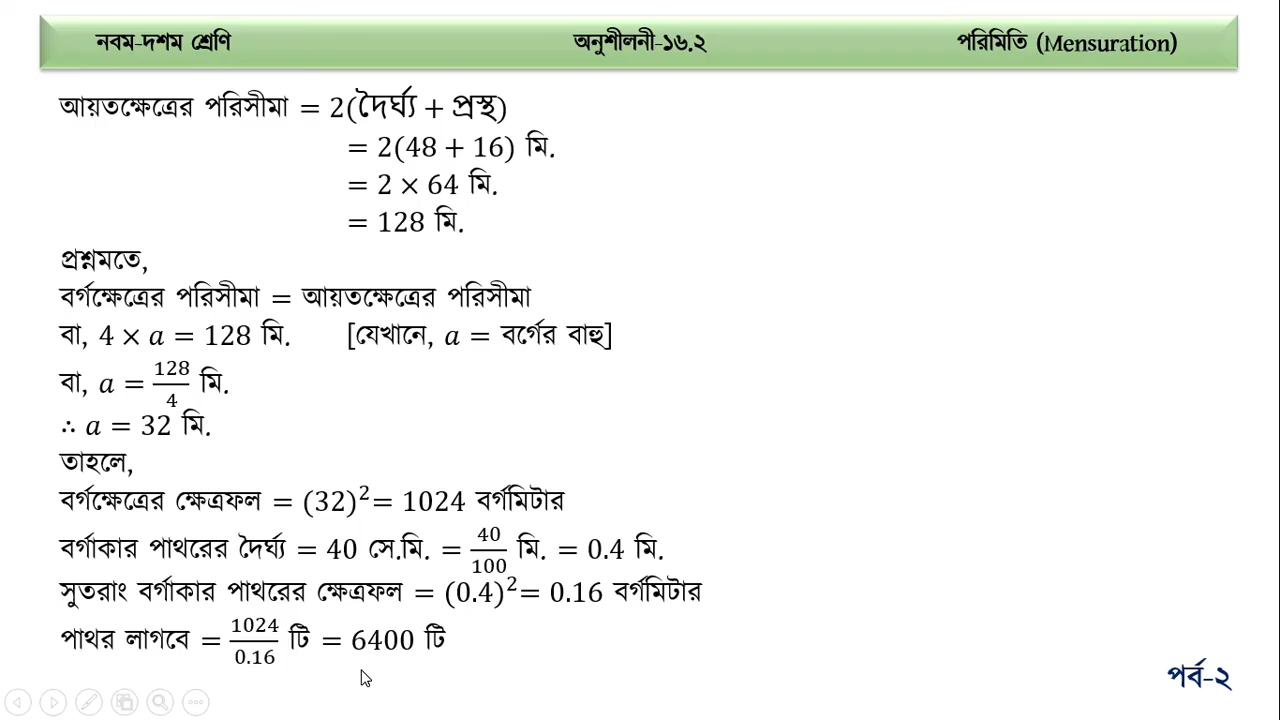 নবম-দশম শ্রেণি অনুশীলনী-১৬.২ পরিমিতি (Mensuration)
আয়তক্ষেত্রের পরিসীমা = 2(দৈর্ঘ্য + প্রস্থ)
= 2(48 + 16) মি.
= 2 × 64 মি.
= 128 মি.
প্রশ্নমতে,
বর্গক্ষেত্রের পরিসীমা = আয়তক্ষেত্রের পরিসীমা
বা, 4 × a = 128 মি. [যেখানে, a = বর্গের বাহু]
বা, a = 128/4 মি.
∴ a = 32 মি.
তাহলে,
বর্গক্ষেত্রের ক্ষেত্রফল = (32)²= 1024 বর্গমিটার
বর্গাকার পাথরের দৈর্ঘ্য = 40 সে.মি. = 40/100 মি. = 0.4 মি.
সুতরাং বর্গাকার পাথরের ক্ষেত্রফল = (0.4)²= 0.16 বর্গমিটার
পাথর লাগবে = 1024/0.16 টি = 6400 টি
পর্ব-২